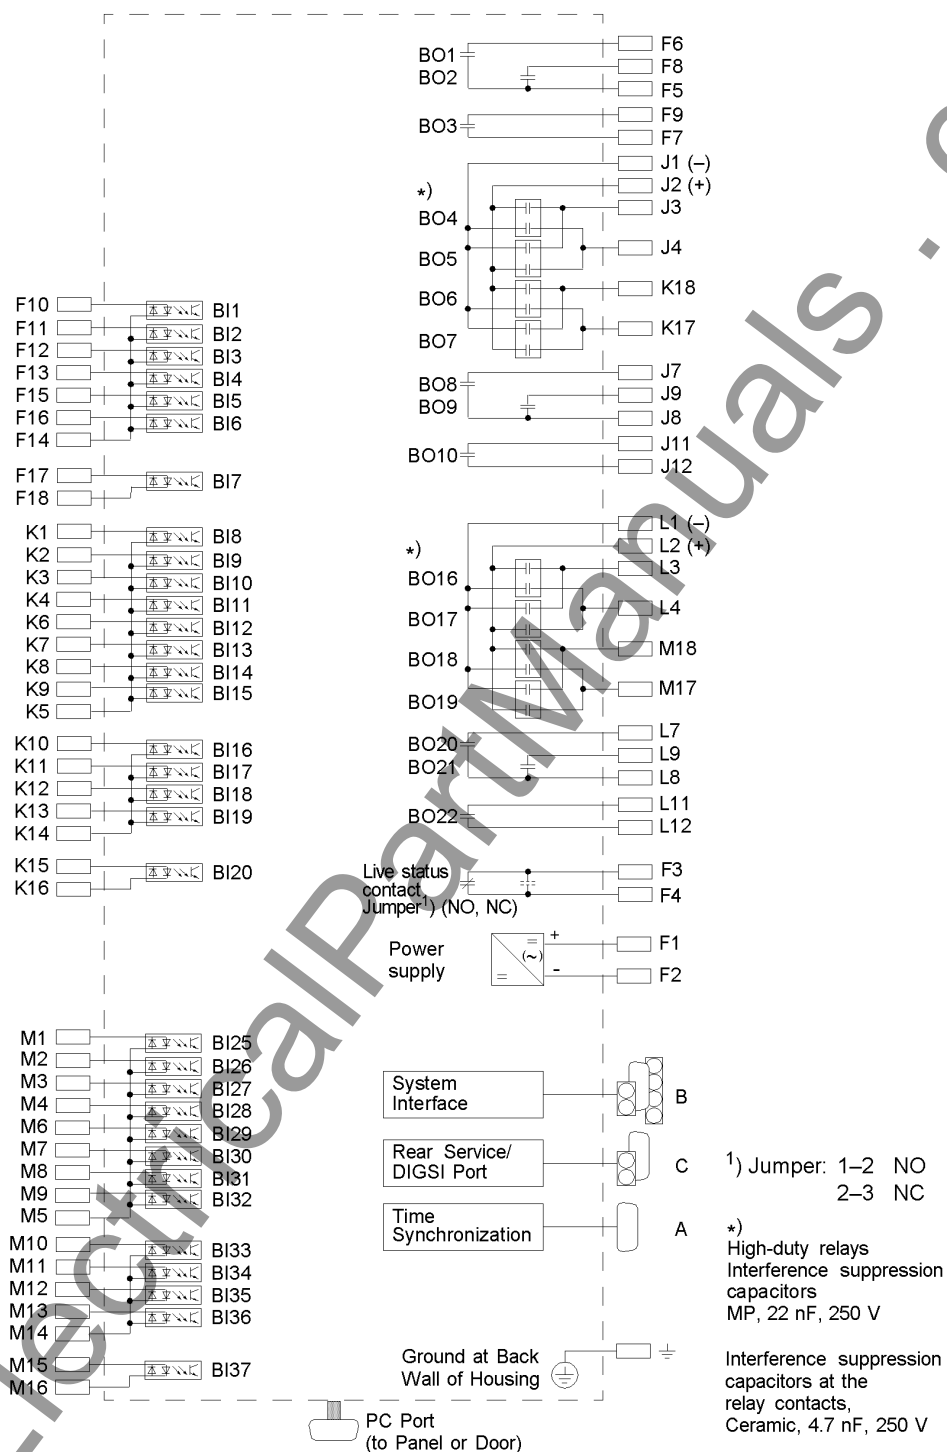 BO1
BO2
F6
F8
F5
BO3
F9
F7
J1 (–)
J2 (+)
*)
BO4
J3
BO5
J4
BO6
K18
BO7
K17
BO8
BO9
J7
J9
J8
BO10
J11
J12
F10
F11
F12
F13
F15
F16
F14
BI1
BI2
BI3
BI4
BI5
BI6
F17
F18
BI7
K1
K2
K3
K4
K6
K7
K8
K9
K5
BI8
BI9
BI10
BI11
BI12
BI13
BI14
BI15
K10
K11
K12
K13
K14
BI16
BI17
BI18
BI19
K15
K16
BI20
L1 (–)
L2 (+)
*)
BO16
L3
BO17
L4
BO18
M18
BO19
M17
BO20
BO21
L7
L9
L8
BO22
L11
L12
Live status
contact
Jumper1) (NO, NC)
F3
F4
Power
supply
=
(~)
=
+
-
F1
F2
M1
M2
M3
M4
M6
M7
M8
M9
M5
BI25
BI26
BI27
BI28
BI29
BI30
BI31
BI32
M10
M11
M12
M13
M14
BI33
BI34
BI35
BI36
M15
M16
BI37
System
Interface
B
Rear Service/
DIGSI Port
C
Time
Synchronization
A
1) Jumper: 1–2 NO
2–3 NC
*)
High-duty relays
Interference suppression
capacitors
MP, 22 nF, 250 V
Ground at Back
Wall of Housing
Interference suppression
capacitors at the
relay contacts,
Ceramic, 4.7 nF, 250 V
PC Port
(to Panel or Door)
lectricalPartManuals .